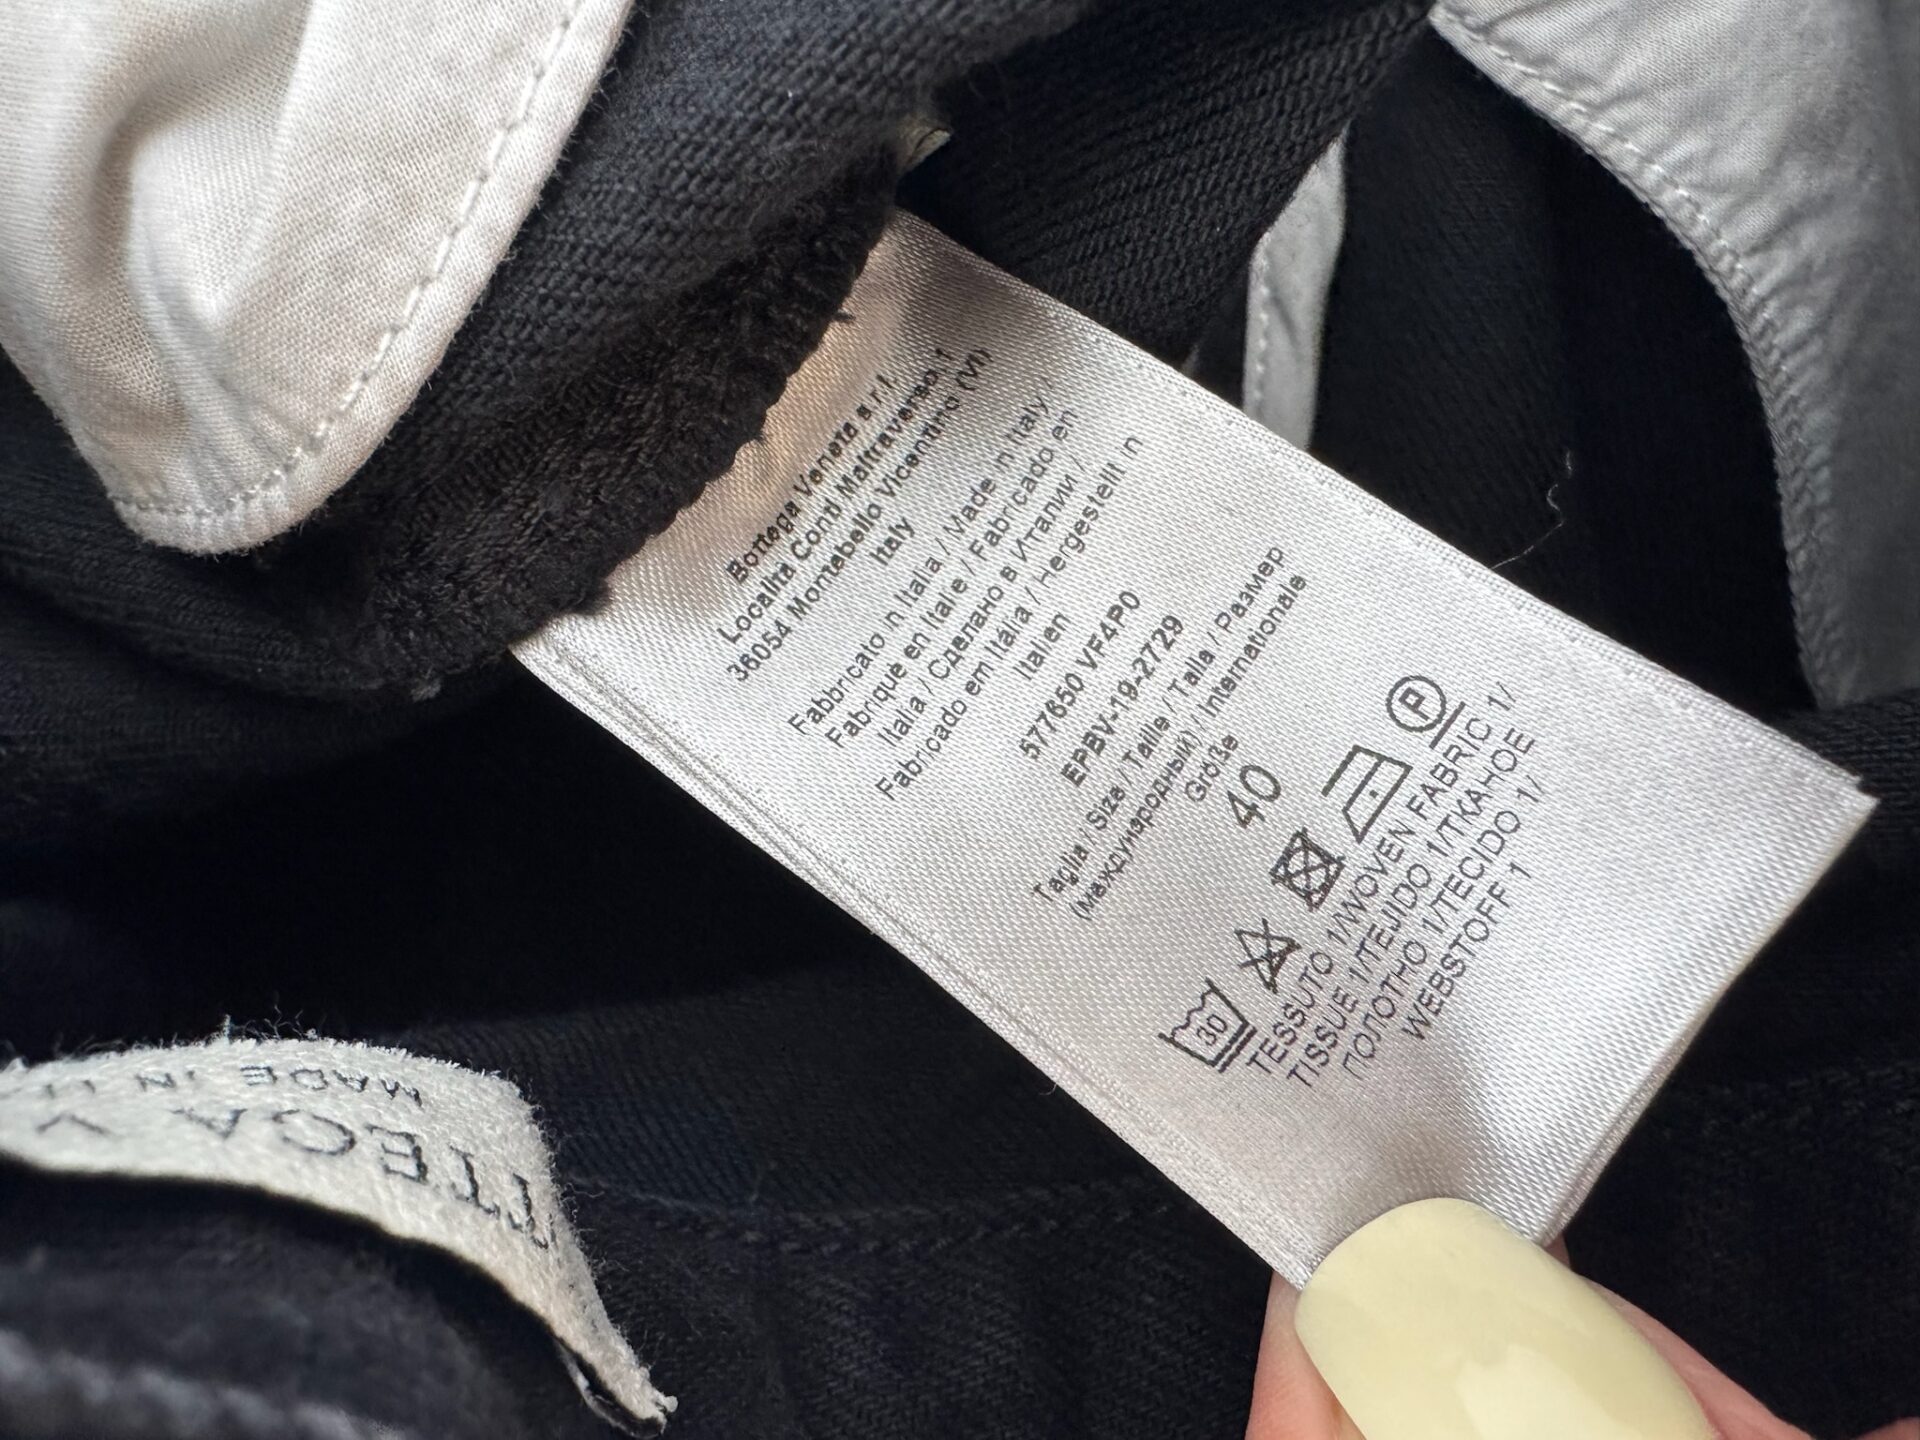 Bottega Veneta s.r.l.
Località Conti Maltraverso,1
36054 Montebello Vicentino (VI)
Italy
Fabbricato in Italia / Made in Italy /
Fabriqué en Italie / Fabricado en
Italia / Сделано в Италии /
Fabricado em Itália / Hergestellt in
Italien
577650 VF4P0
EPBV-19-2729
Taglia / Size / Taille / Talla / Размер
(международный) / Internationale
Größe
40
P
30
TESSUTO 1/WOVEN FABRIC 1/
TISSUE 1/TEJIDO 1/ТКАНОЕ
ПОЛОТНО 1/TECIDO 1/
WEBSTOFF 1
TTEGA V
MADE IN IT